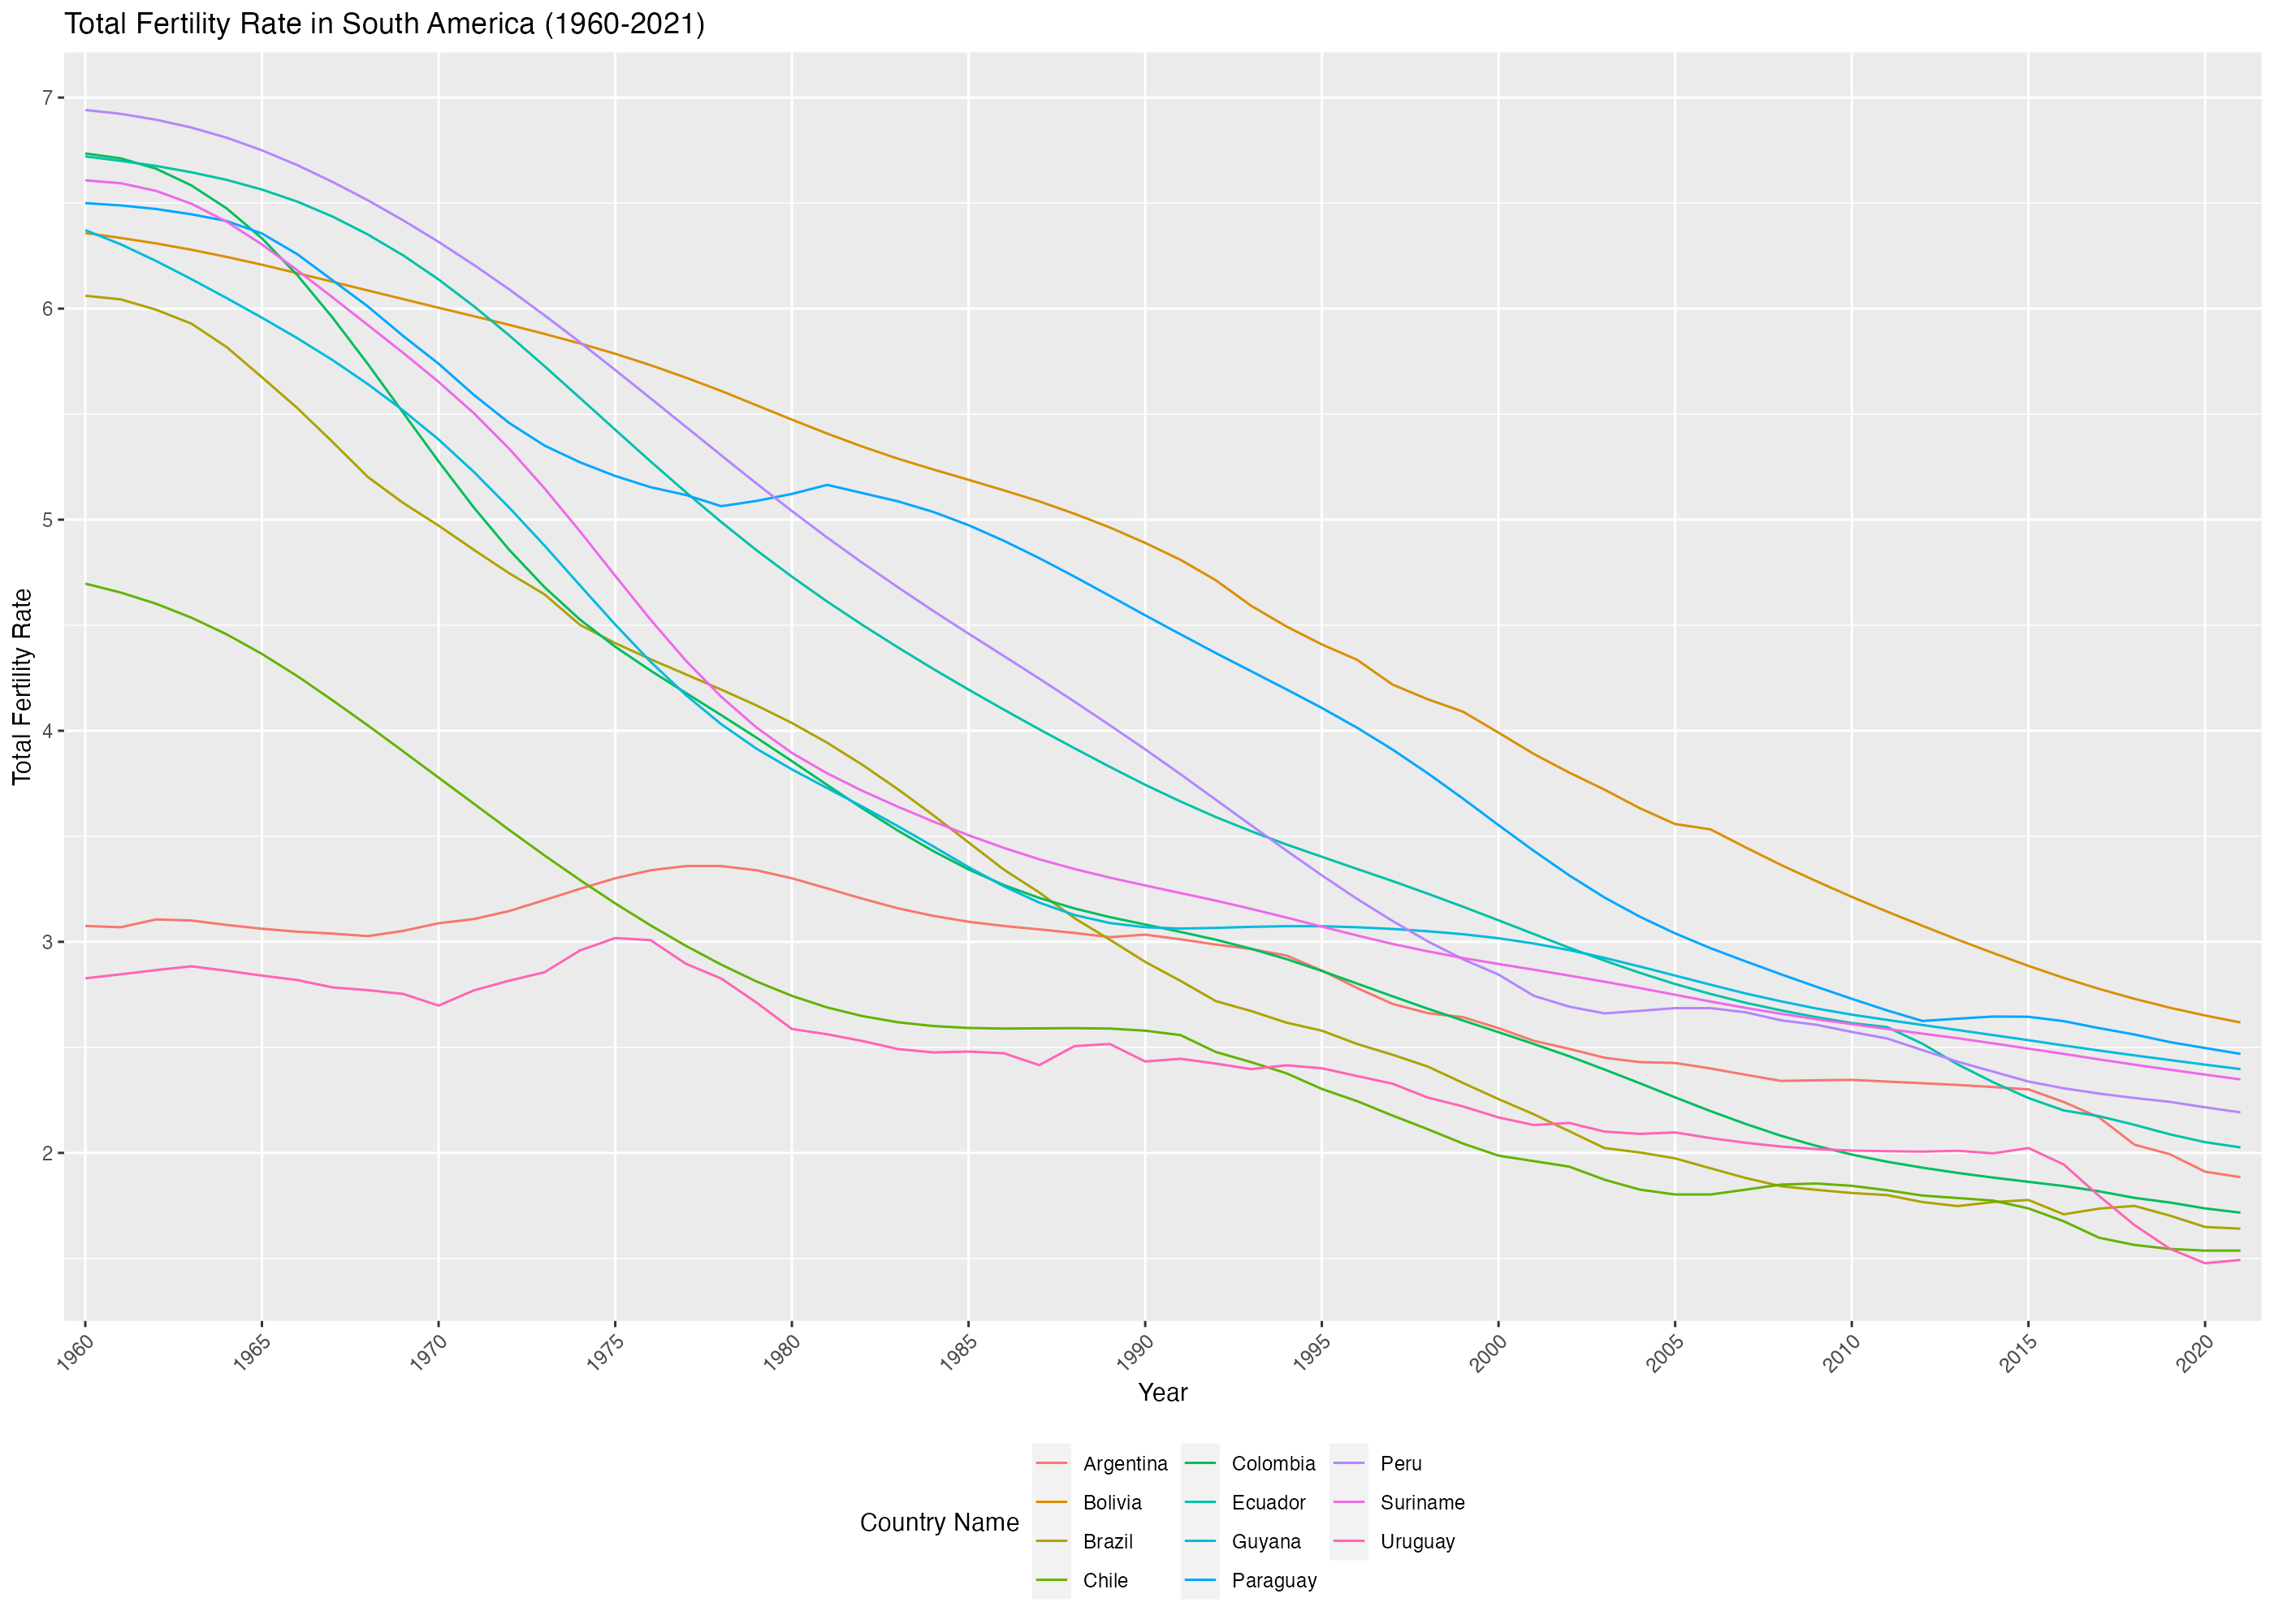 Total Fertility Rate in South America (1960-2021)
Total Fertility Rate
7
6
5
4
3
2
1960
1965
1970
1975
1980
1985
1990
1995
2000
2005
2010
2015
2020
Year
Country Name
Argentina
Bolivia
Brazil
Chile
Colombia
Ecuador
Guyana
Paraguay
Peru
Suriname
Uruguay